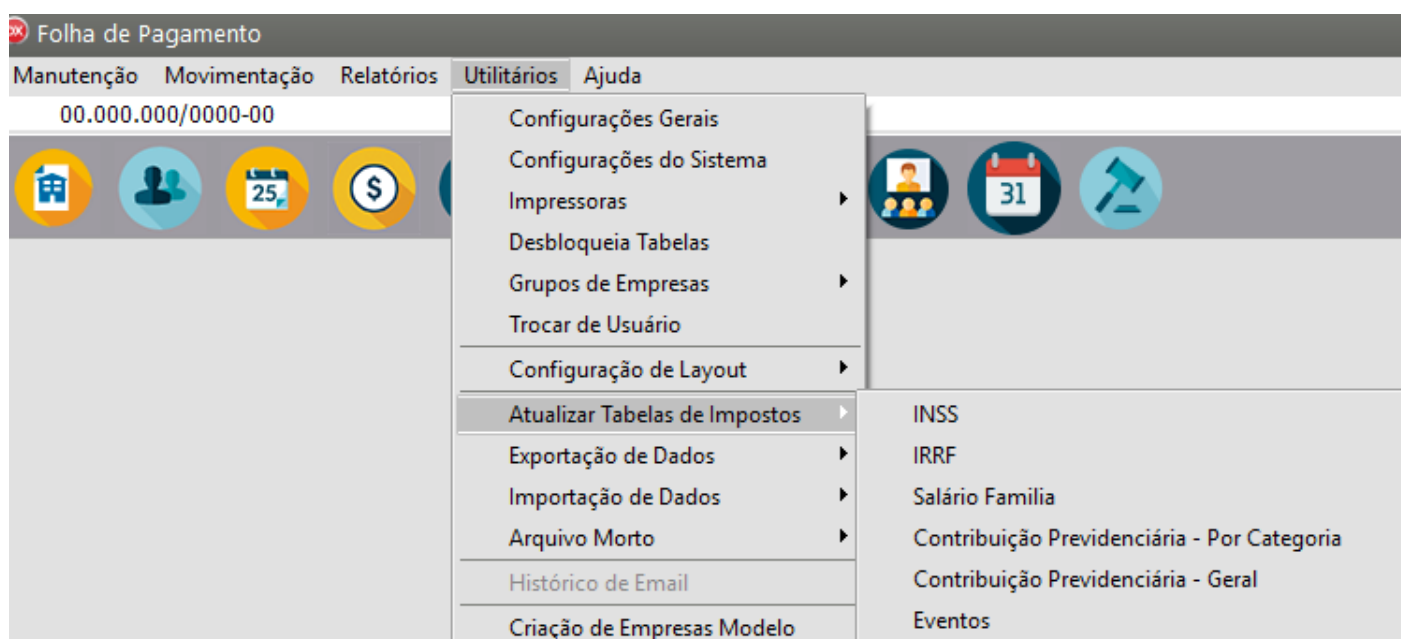 Folha de Pagamento
Manutenção Movimentação Relatórios Utilitários Ajuda
00.000.000/0000-00
25
$
31
Configurações Gerais
Configurações do Sistema
Impressoras
Desbloqueia Tabelas
Grupos de Empresas
Trocar de Usuário
Configuração de Layout
Atualizar Tabelas de Impostos
Exportação de Dados
Importação de Dados
Arquivo Morto
Histórico de Email
Criação de Empresas Modelo
INSS
IRRF
Salário Familia
Contribuição Previdenciária - Por Categoria
Contribuição Previdenciária - Geral
Eventos